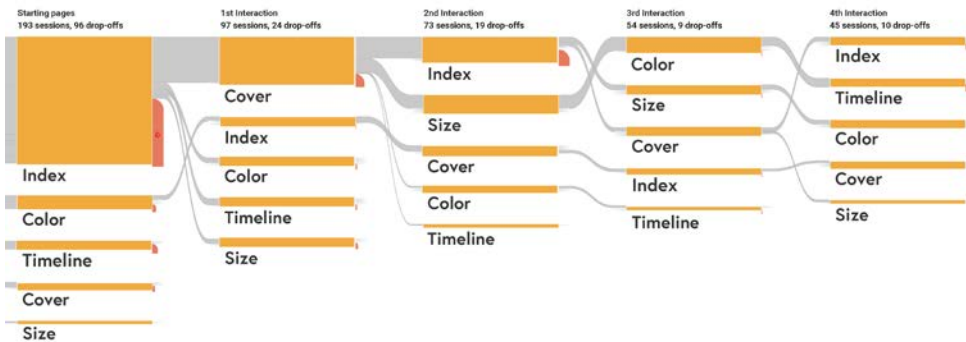 Starting pages
193 sessions, 96 drop-offs
Index
Color
Timeline
Cover
Size
1st Interaction
97 sessions, 24 drop-offs
Cover
Index
Color
Timeline
Size
2nd Interaction
73 sessions, 19 drop-offs
Index
Size
Cover
Color
Timeline
3rd Interaction
54 sessions, 9 drop-offs
Color
Size
Cover
Index
Timeline
4th Interaction
45 sessions, 10 drop-offs
Index
Timeline
Color
Cover
Size